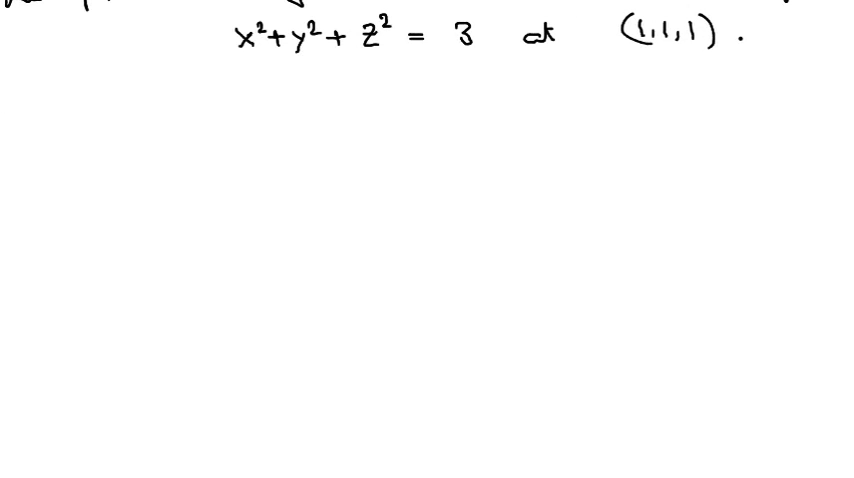 x²+y²+ z² = 3 at (1,1,1) .